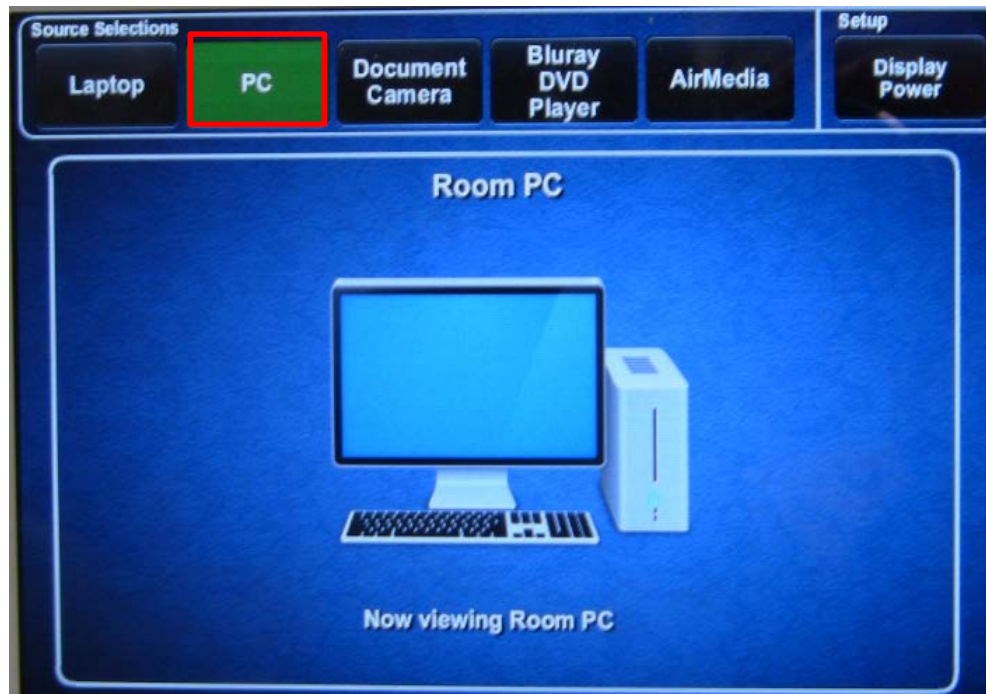 Source Selections
Setup
Laptop
PC
Document
Camera
Bluray
DVD
Player
AirMedia
Display
Power
Room PC
Now viewing Room PC